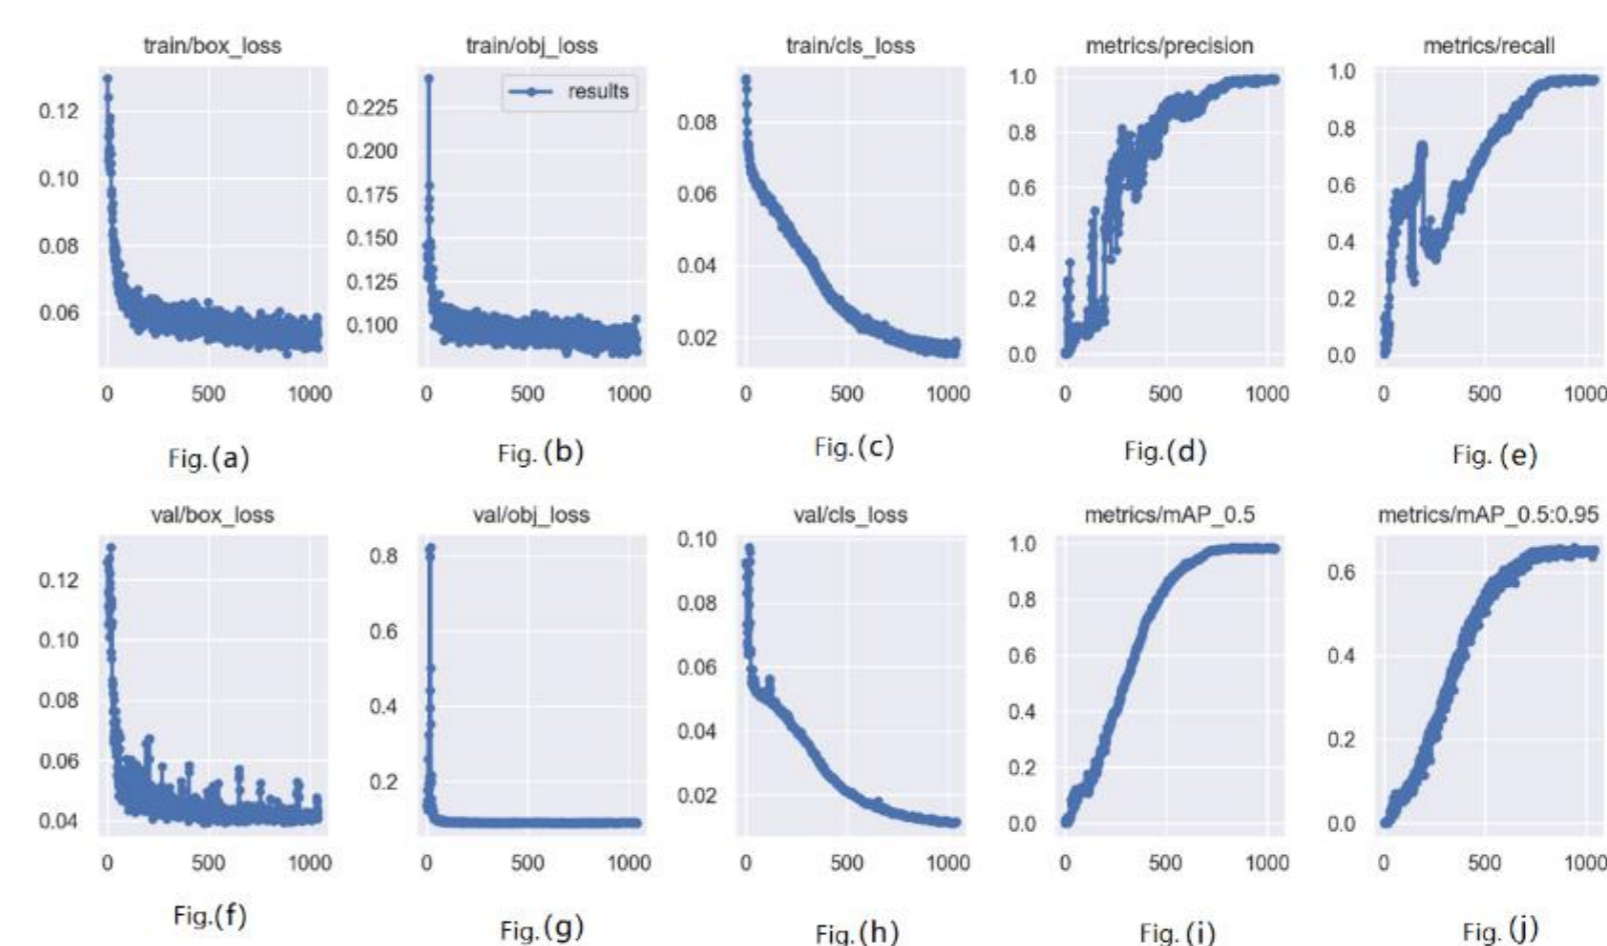 train/box_loss
train/obj_loss
train/cls_loss
metrics/precision
metrics/recall
0.12
0.10
0.08
0.06
0 500 1000
results
0.225
0.200
0.175
0.150
0.125
0.100
0 500 1000
0.08
0.06
0.04
0.02
0 500 1000
1.0
0.8
0.6
0.4
0.2
0.0
0 500 1000
1.0
0.8
0.6
0.4
0.2
0.0
0 500 1000
Fig.(a)
Fig.(b)
Fig.(c)
Fig.(d)
Fig. (e)
val/box_loss
val/obj_loss
val/cls_loss
metrics/mAP_0.5
metrics/mAP_0.5:0.95
0.12
0.10
0.08
0.06
0.04
0 500 1000
0.8
0.6
0.4
0.2
0 500 1000
0.10
0.08
0.06
0.04
0.02
0 500 1000
1.0
0.8
0.6
0.4
0.2
0.0
0 500 1000
0.6
0.4
0.2
0.0
0 500 1000
Fig.(f)
Fig.(g)
Fig.(h)
Fig.(i)
Fig.(j)